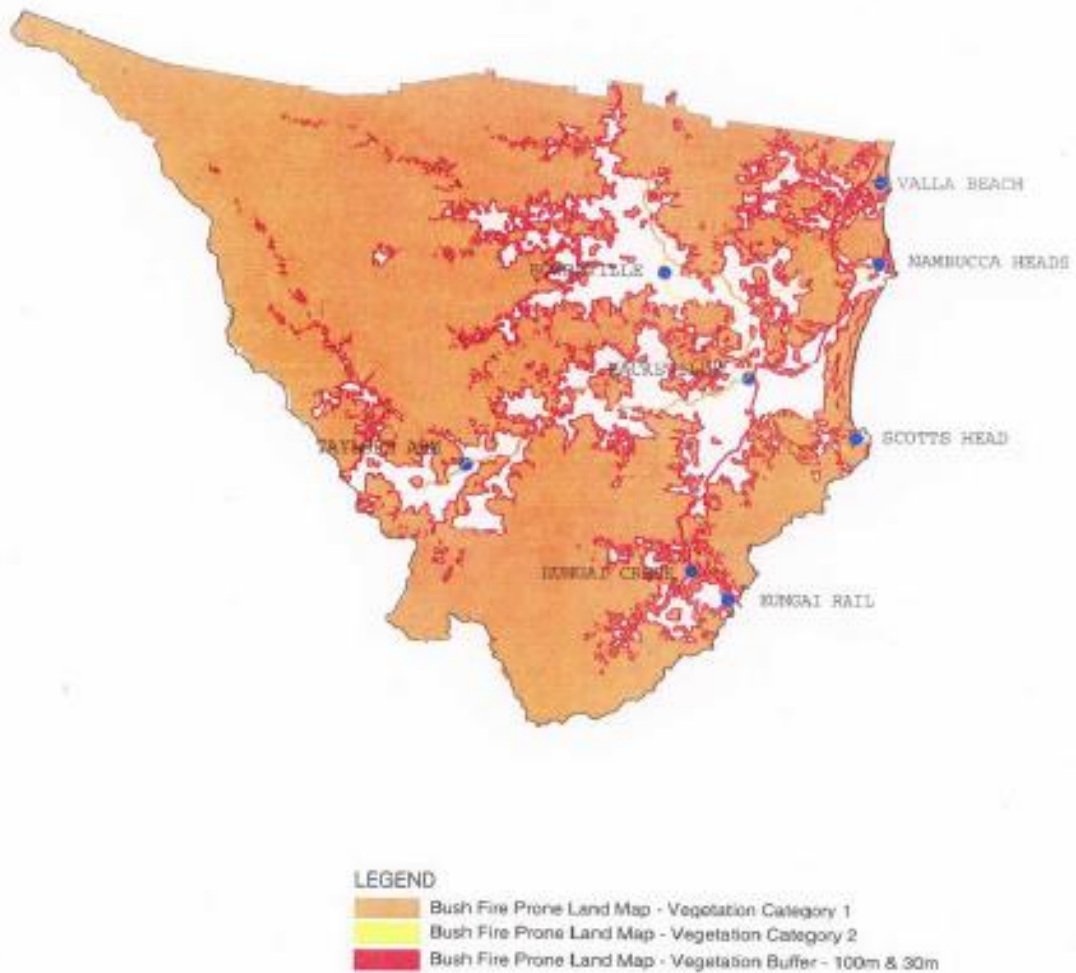 VALLA BEACH
NAMBUCCA HEADS
SCOTTS HEAD
KUNGAI RAIL
LEGEND
Bush Fire Prone Land Map - Vegetation Category 1
Bush Fire Prone Land Map - Vegetation Category 2
Bush Fire Prone Land Map - Vegetation Buffer - 100m & 30m